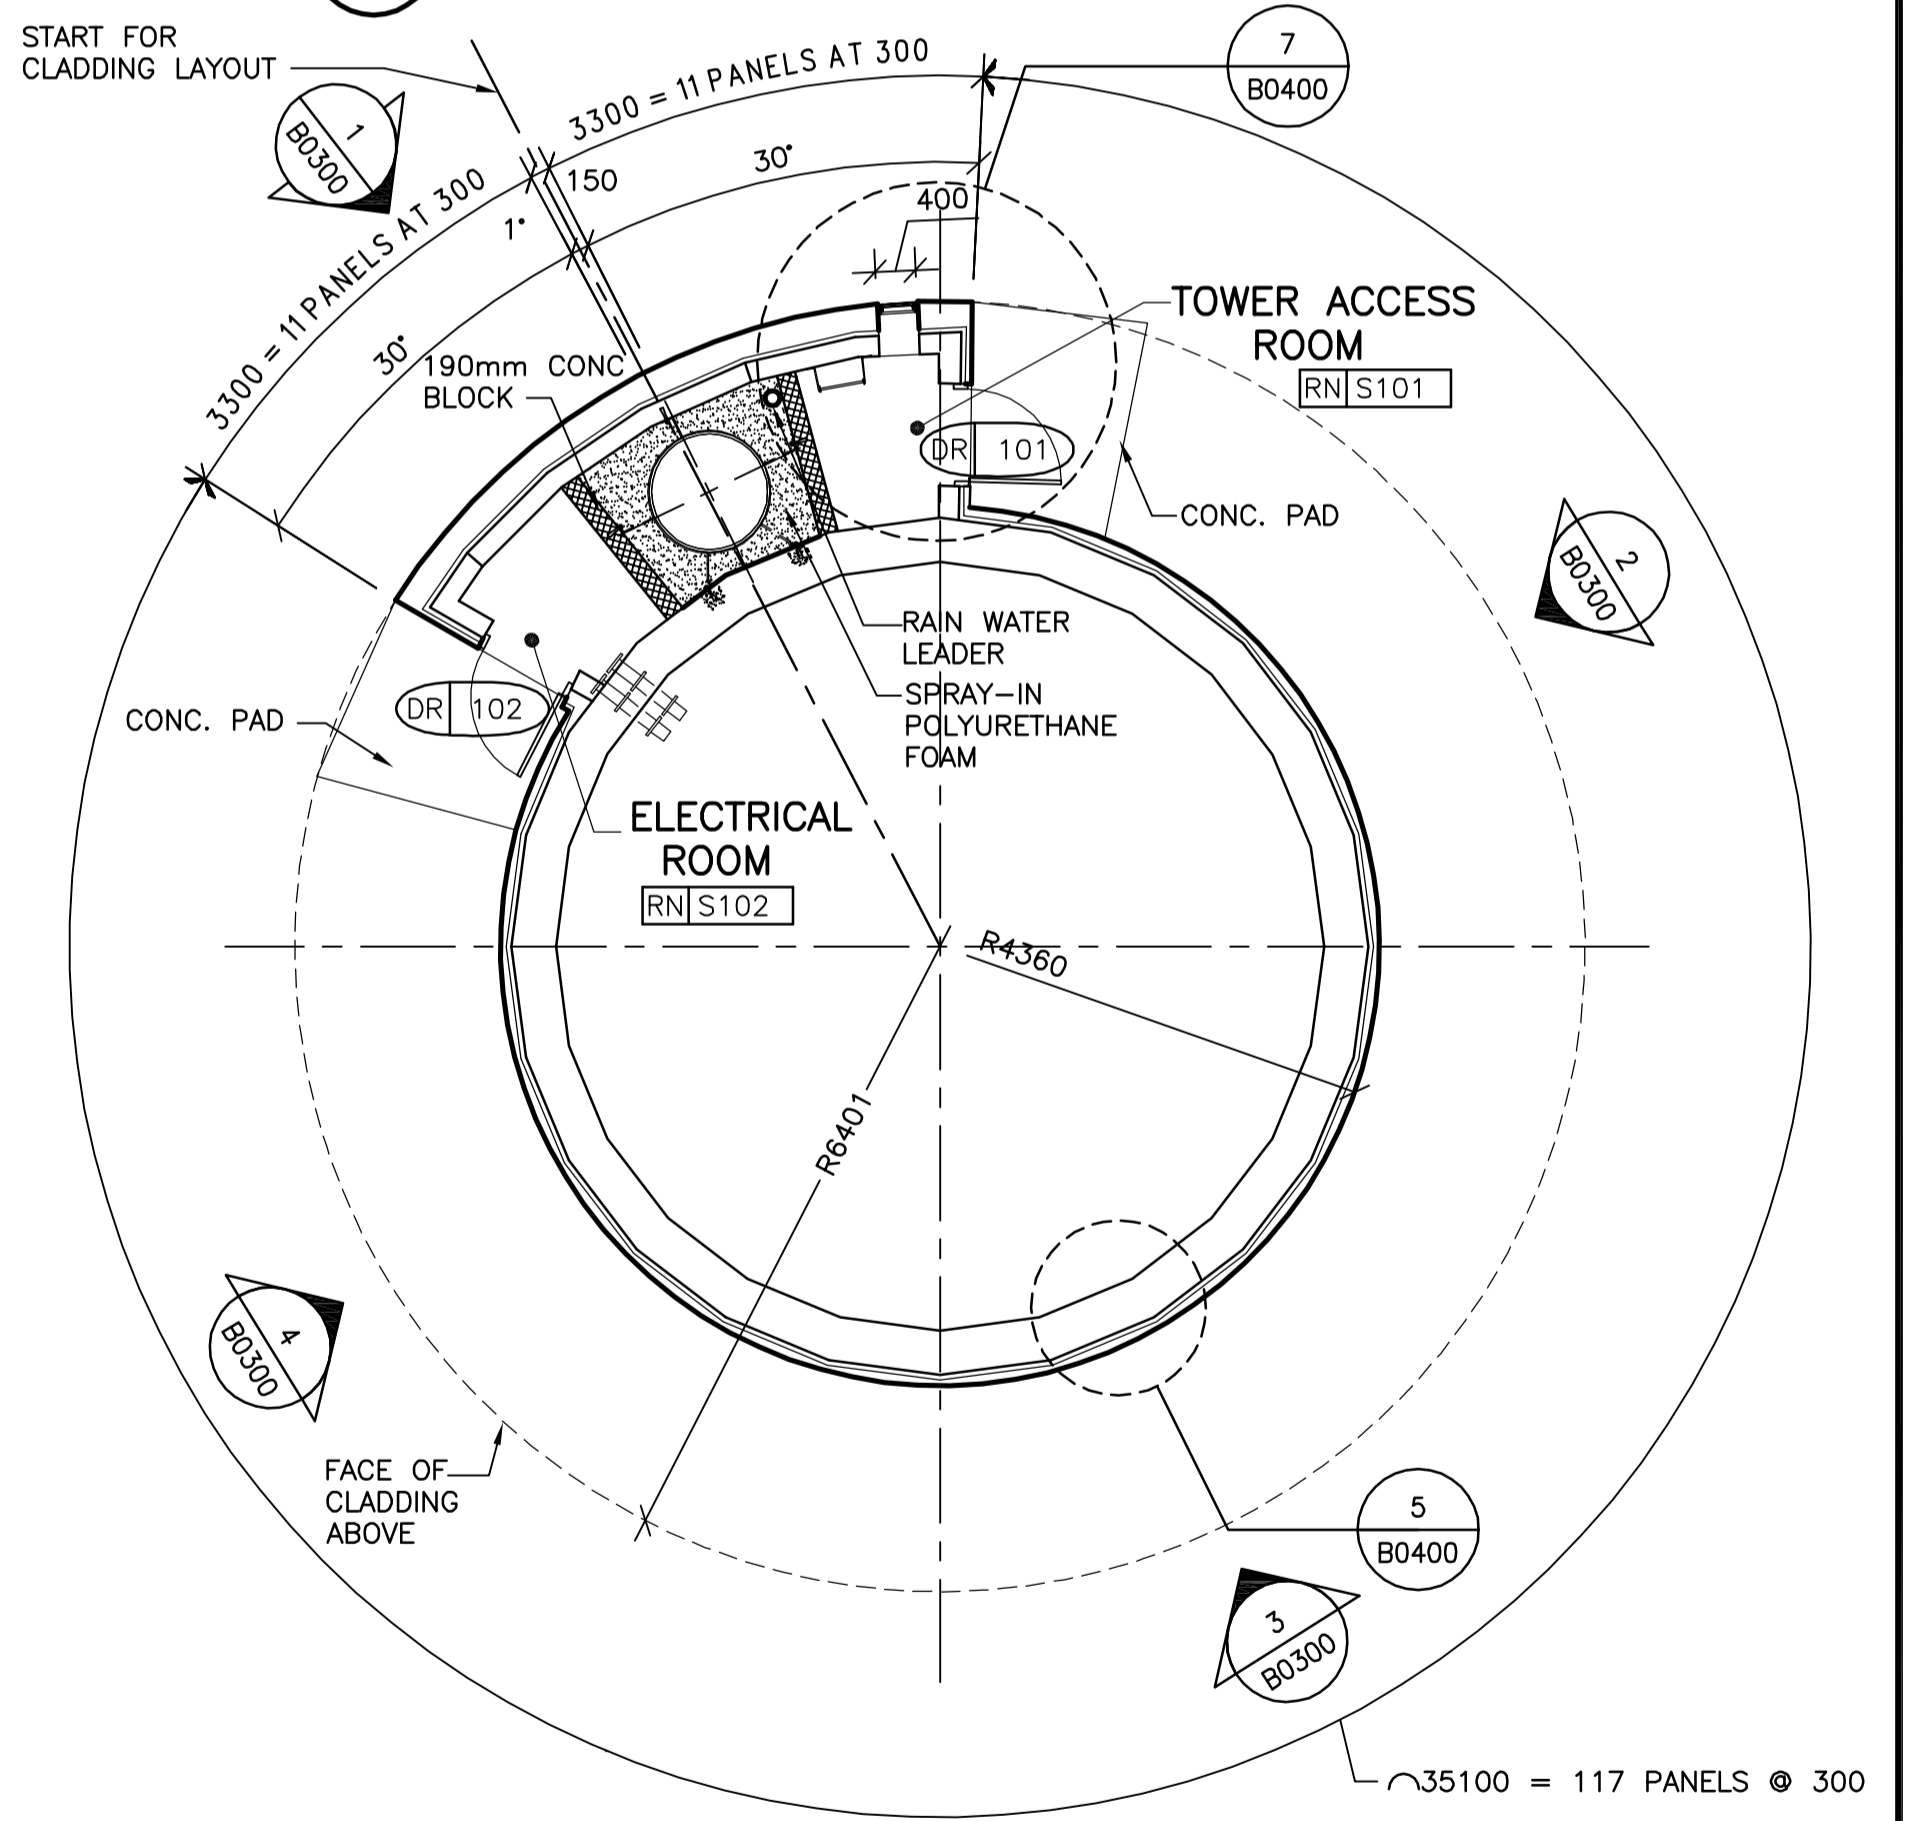 START FOR
CLADDING LAYOUT
1
B0300
3300 = 11 PANELS AT 300
3300 = 11 PANELS AT 300
7
B0400
150
1°
30°
30°
400
190mm CONC
BLOCK
TOWER ACCESS
ROOM
RN S101
DR 101
CONC. PAD
2
B0300
RAIN WATER
LEADER
SPRAY-IN
POLYURETHANE
FOAM
DR 102
CONC. PAD
ELECTRICAL
ROOM
RN S102
R4360
R6401
4
B0300
FACE OF
CLADDING
ABOVE
5
B0400
3
B0300
⌒35100 = 117 PANELS @ 300